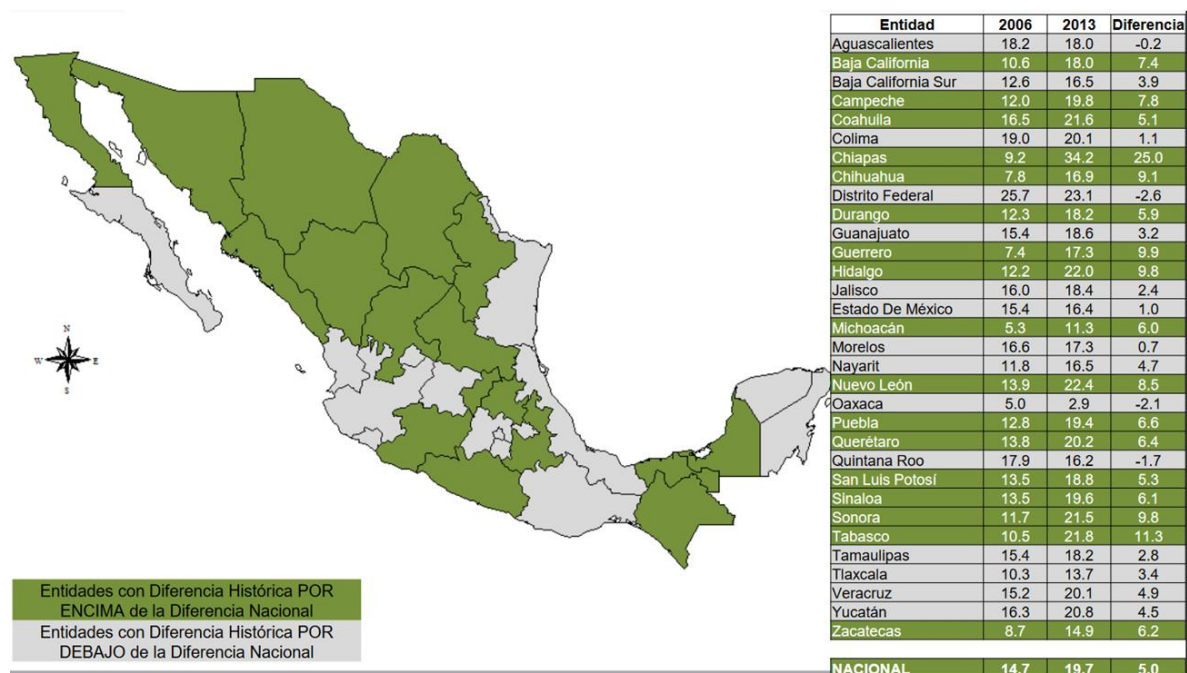 Entidad 2006 2013 Diferencia
Aguascalientes 18.2 18.0 -0.2
Baja California 10.6 18.0 7.4
Baja California Sur 12.6 16.5 3.9
Campeche 12.0 19.8 7.8
Coahuila 16.5 21.6 5.1
Colima 19.0 20.1 1.1
Chiapas 9.2 34.2 25.0
Chihuahua 7.8 16.9 9.1
Distrito Federal 25.7 23.1 -2.6
Durango 12.3 18.2 5.9
Guanajuato 15.4 18.6 3.2
Guerrero 7.4 17.3 9.9
Hidalgo 12.2 22.0 9.8
Jalisco 16.0 18.4 2.4
Estado De México 15.4 16.4 1.0
Michoacán 5.3 11.3 6.0
Morelos 16.6 17.3 0.7
Nayarit 11.8 16.5 4.7
Nuevo León 13.9 22.4 8.5
Oaxaca 5.0 2.9 -2.1
Puebla 12.8 19.4 6.6
Querétaro 13.8 20.2 6.4
Quintana Roo 17.9 16.2 -1.7
San Luis Potosí 13.5 18.8 5.3
Sinaloa 13.5 19.6 6.1
Sonora 11.7 21.5 9.8
Tabasco 10.5 21.8 11.3
Tamaulipas 15.4 18.2 2.8
Tlaxcala 10.3 13.7 3.4
Veracruz 15.2 20.1 4.9
Yucatán 16.3 20.8 4.5
Zacatecas 8.7 14.9 6.2
NACIONAL 14.7 19.7 5.0
N
W E
S
Entidades con Diferencia Histórica POR
ENCIMA de la Diferencia Nacional
Entidades con Diferencia Histórica POR
DEBAJO de la Diferencia Nacional